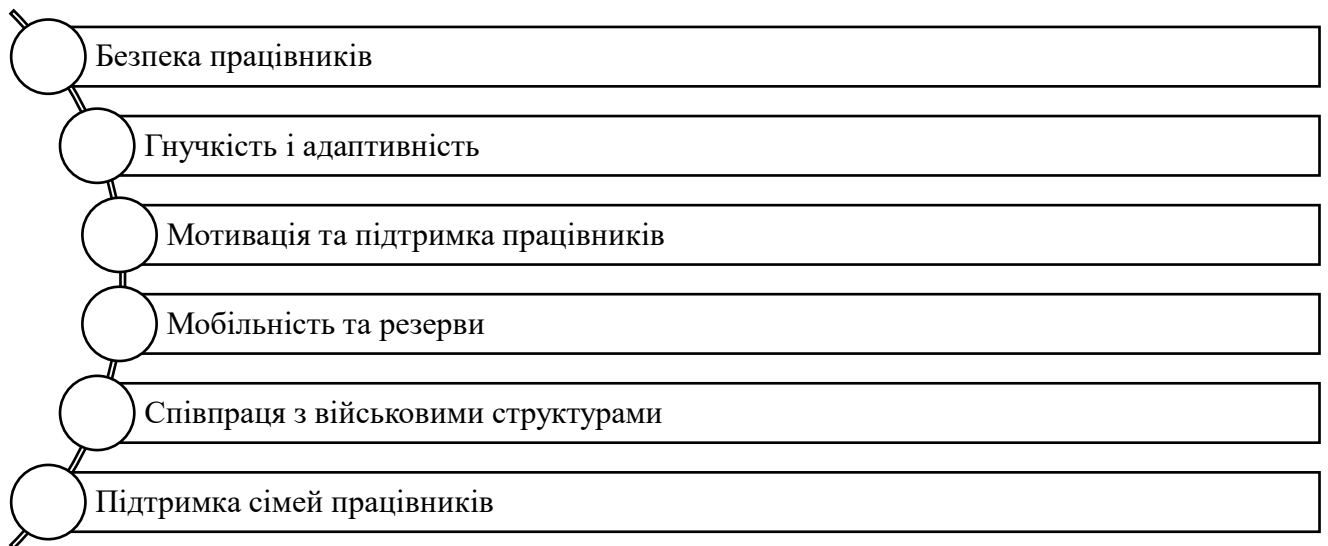 Безпека працівників
Гнучкість і адаптивність
Мотивація та підтримка працівників
Мобільність та резерви
Співпраця з військовими структурами
Підтримка сімей працівників